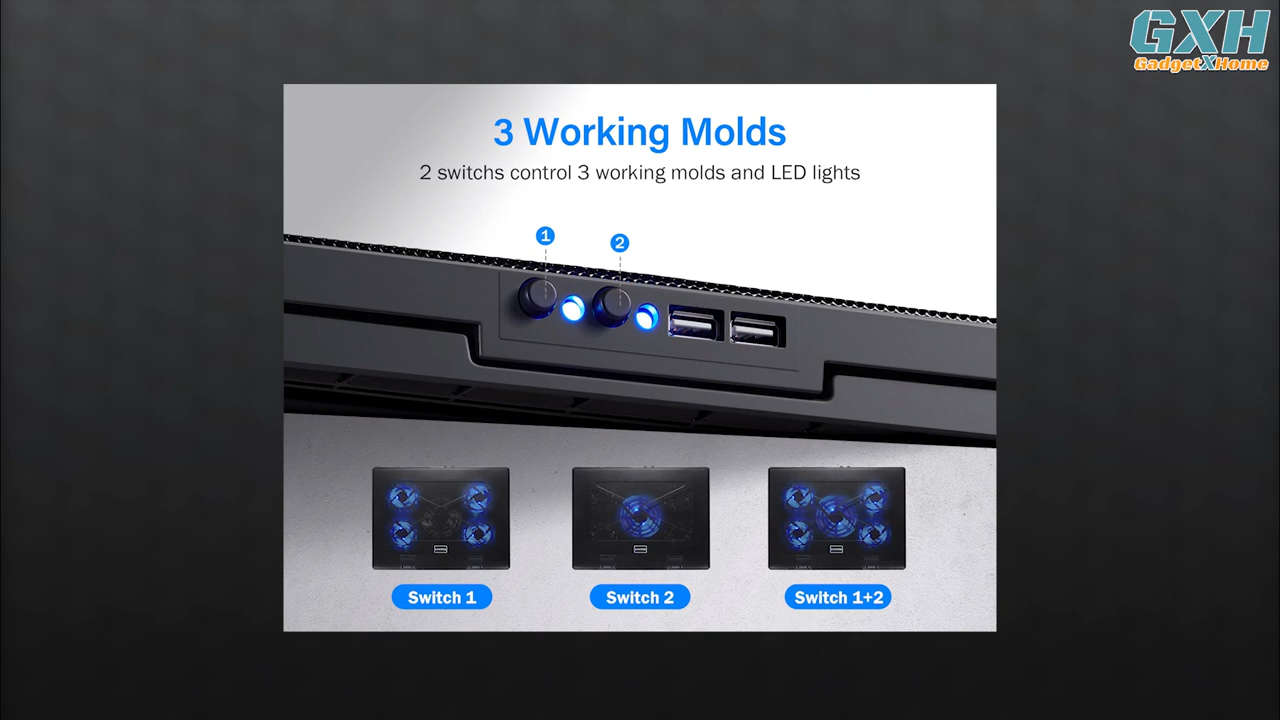 GXH
GadgetXHome
3 Working Molds
2 switchs control 3 working molds and LED lights
1
2
Switch 1
Switch 2
Switch 1+2